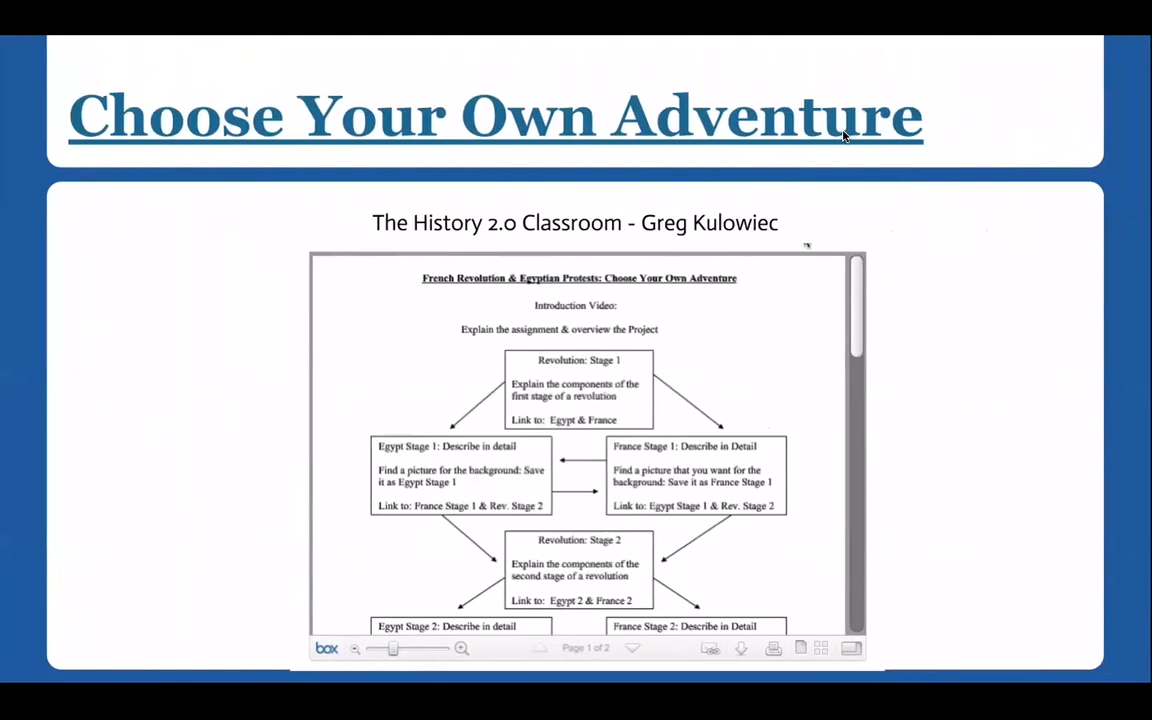 Choose Your Own Adventure
The History 2.0 Classroom - Greg Kulowiec
French Revolution & Egyptian Protests: Choose Your Own Adventure
Introduction Video:
Explain the assignment & overview the Project
Revolution: Stage 1
Explain the components of the
first stage of a revolution
Link to: Egypt & France
Egypt Stage 1: Describe in detail
Find a picture for the background: Save
it as Egypt Stage 1
Link to: France Stage 1 & Rev. Stage 2
France Stage 1: Describe in Detail
Find a picture that you want for the
background: Save it as France Stage 1
Link to: Egypt Stage 1 & Rev. Stage 2
Revolution: Stage 2
Explain the components of the
second stage of a revolution
Link to: Egypt 2 & France 2
Egypt Stage 2: Describe in detail
France Stage 2: Describe in Detail
box
Page 1 of 2